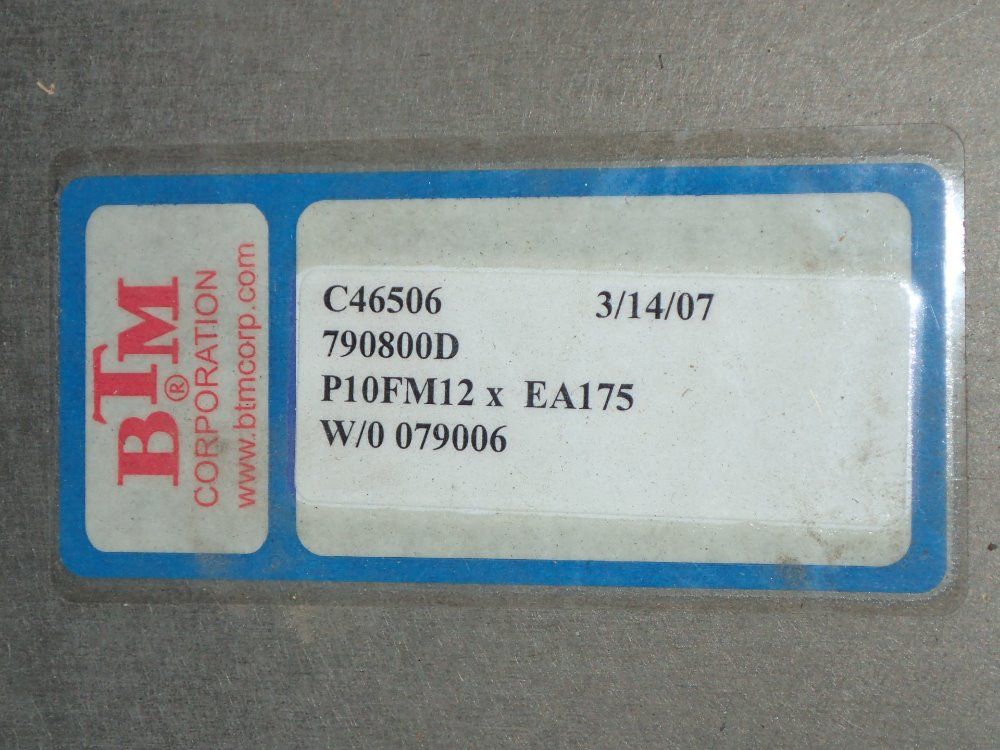 BTM
®
CORPORATION
www.btmcorp.com
C46506 3/14/07
790800D
P10FM12 x EA175
W/0 079006